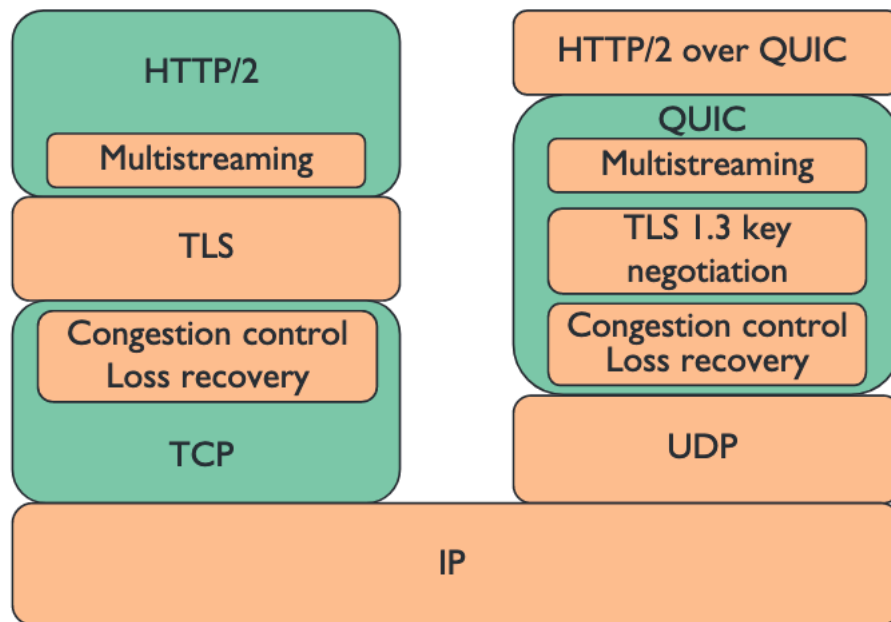 HTTP/2
Multistreaming
TLS
Congestion control
Loss recovery
TCP
HTTP/2 over QUIC
QUIC
Multistreaming
TLS 1.3 key
negotiation
Congestion control
Loss recovery
UDP
IP